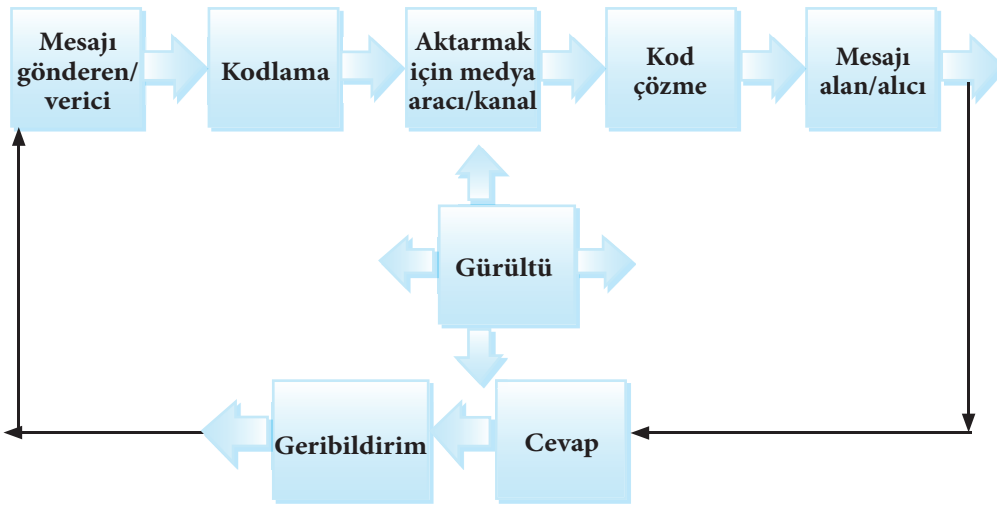 Mesajı
gönderen/
verici
Kodlama
Aktarmak
için medya
aracı/kanal
Kod
çözme
Mesajı
alan/alıcı
Gürültü
Geribildirim
Cevap